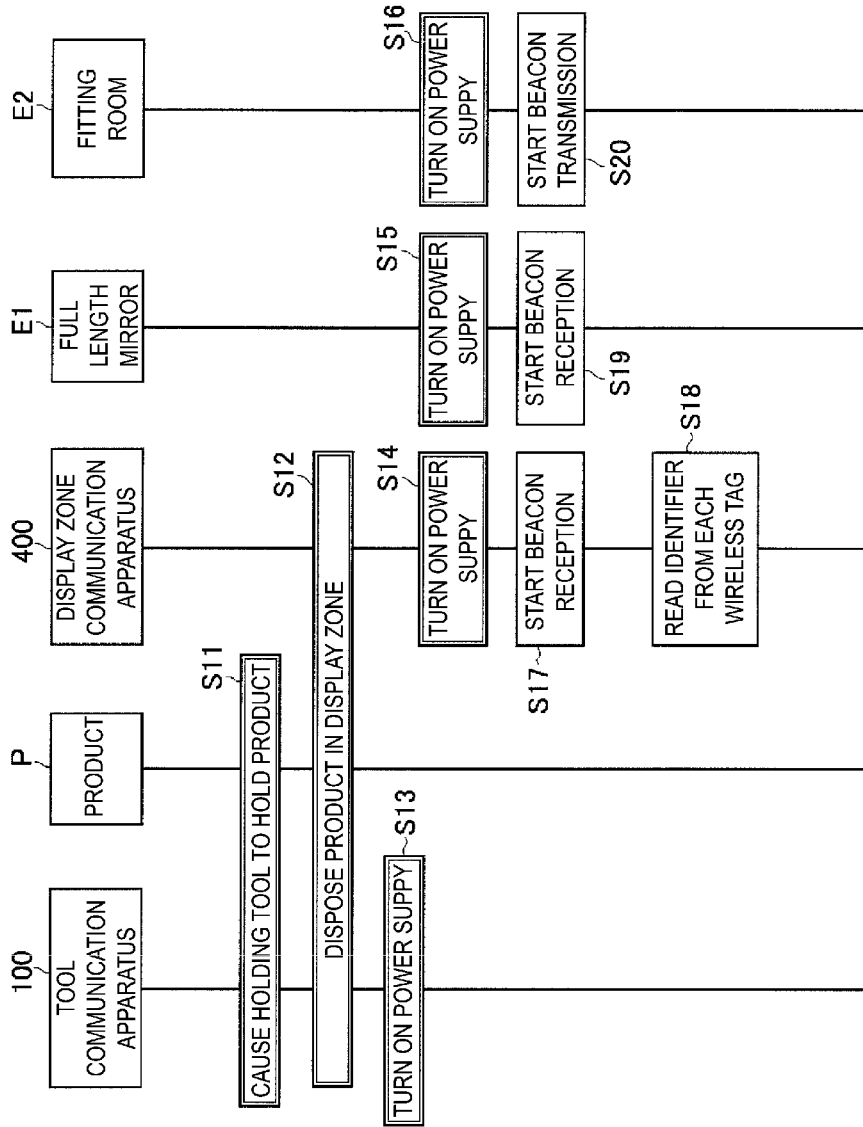 100
TOOL
COMMUNICATION
APPARATUS
P
PRODUCT
400
DISPLAY ZONE
COMMUNICATION
APPARATUS
E1
FULL
LENGTH
MIRROR
E2
FITTING
ROOM
S11
CAUSE HOLDING TOOL TO HOLD PRODUCT
S12
DISPOSE PRODUCT IN DISPLAY ZONE
S13
TURN ON POWER SUPPY
S14
TURN ON POWER
SUPPY
S15
TURN ON POWER
SUPPY
S16
TURN ON POWER
SUPPY
START BEACON
RECEPTION
S17
START BEACON
RECEPTION
S19
START BEACON
TRANSMISSION
S20
S18
READ IDENTIFIER
FROM EACH
WIRELESS TAG